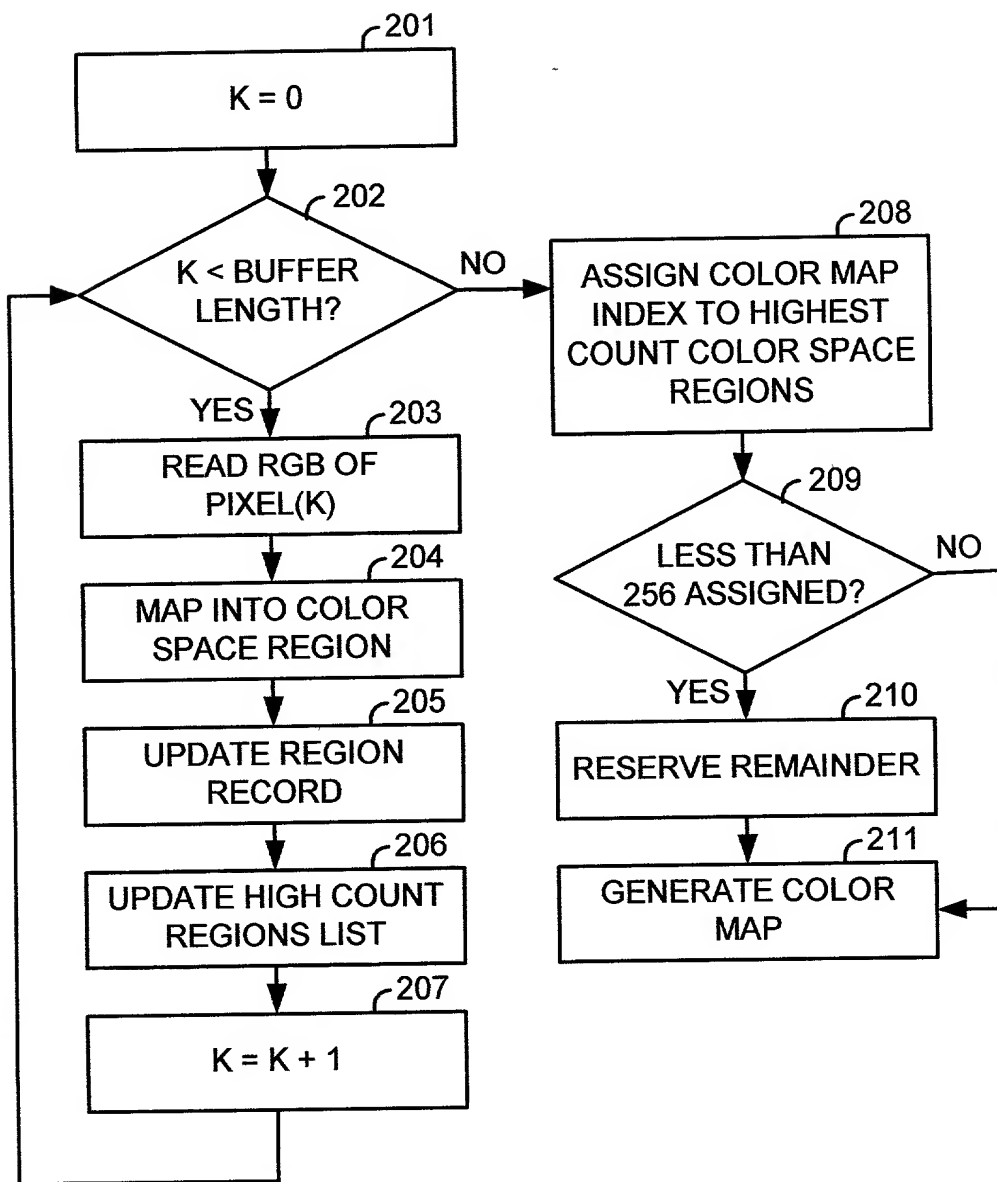 201
K = 0
202
K < BUFFER
LENGTH?
NO
YES
203
READ RGB OF
PIXEL(K)
204
MAP INTO COLOR
SPACE REGION
205
UPDATE REGION
RECORD
206
UPDATE HIGH COUNT
REGIONS LIST
207
K = K + 1
208
ASSIGN COLOR MAP
INDEX TO HIGHEST
COUNT COLOR SPACE
REGIONS
209
LESS THAN
256 ASSIGNED?
NO
YES
210
RESERVE REMAINDER
211
GENERATE COLOR
MAP